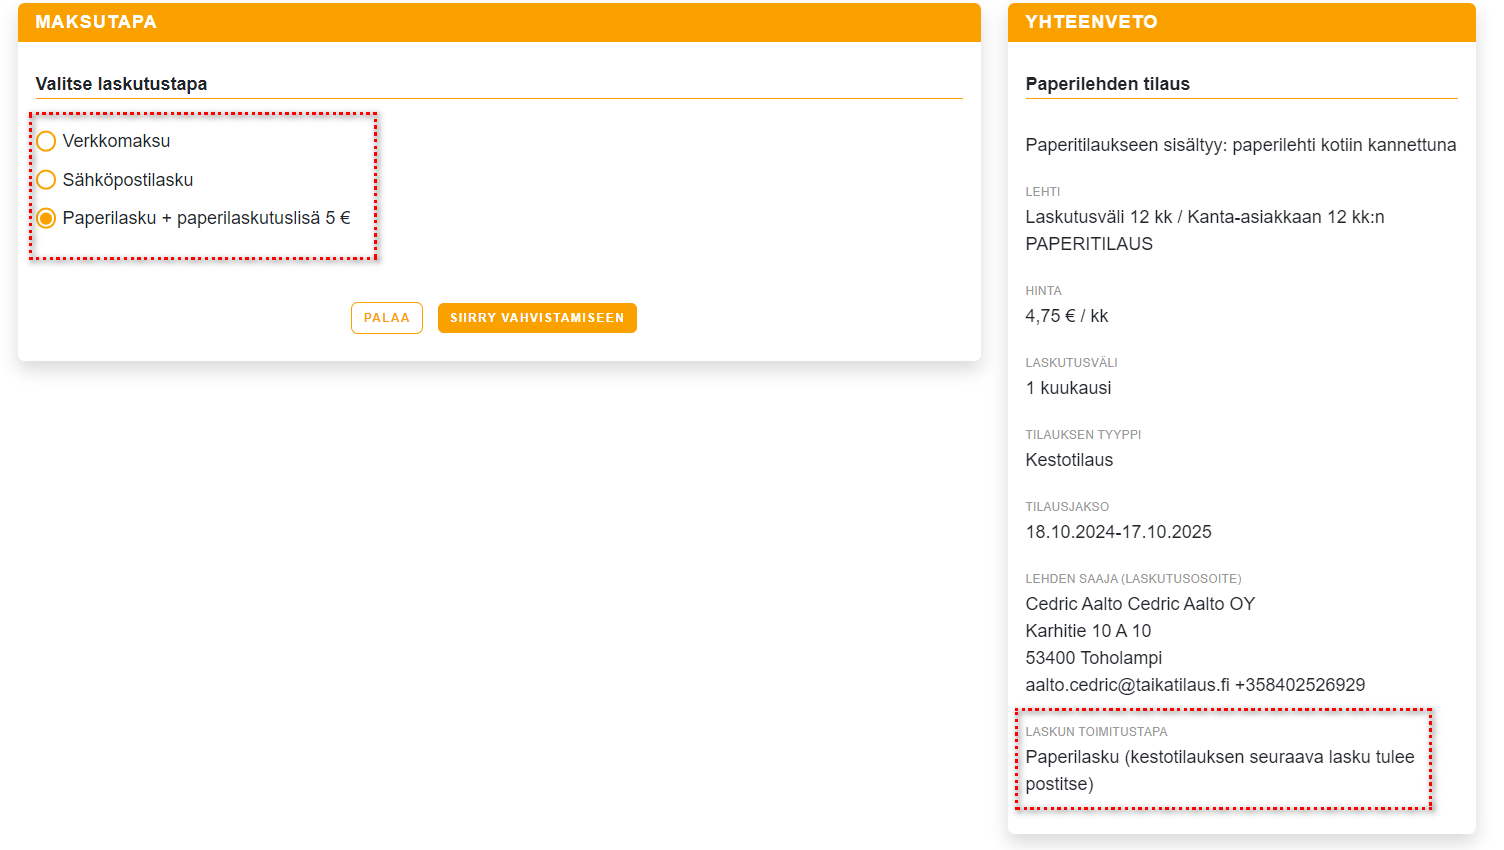 MAKSUTAPA
Valitse laskutustapa
Verkkomaksu
Sähköpostilasku
Paperilasku + paperilaskutuslisä 5 €
PALAA
SIIRRY VAHVISTAMISEEN
YHTEENVETO
Paperilehden tilaus
Paperitilaukseen sisältyy: paperilehti kotiin kannettuna
LEHTI
Laskutusväli 12 kk / Kanta-asiakkaan 12 kk:n
PAPERITILAUS
HINTA
4,75 € / kk
LASKUTUSVÄLI
1 kuukausi
TILAUKSEN TYYPPI
Kestotilaus
TILAUSJAKSO
18.10.2024-17.10.2025
LEHDEN SAAJA (LASKUTUSOSOITE)
Cedric Aalto Cedric Aalto OY
Karhitie 10 A 10
53400 Toholampi
aalto.cedric@taikatilaus.fi +358402526929
LASKUN TOIMITUSTAPA
Paperilasku (kestotilauksen seuraava lasku tulee
postitse)